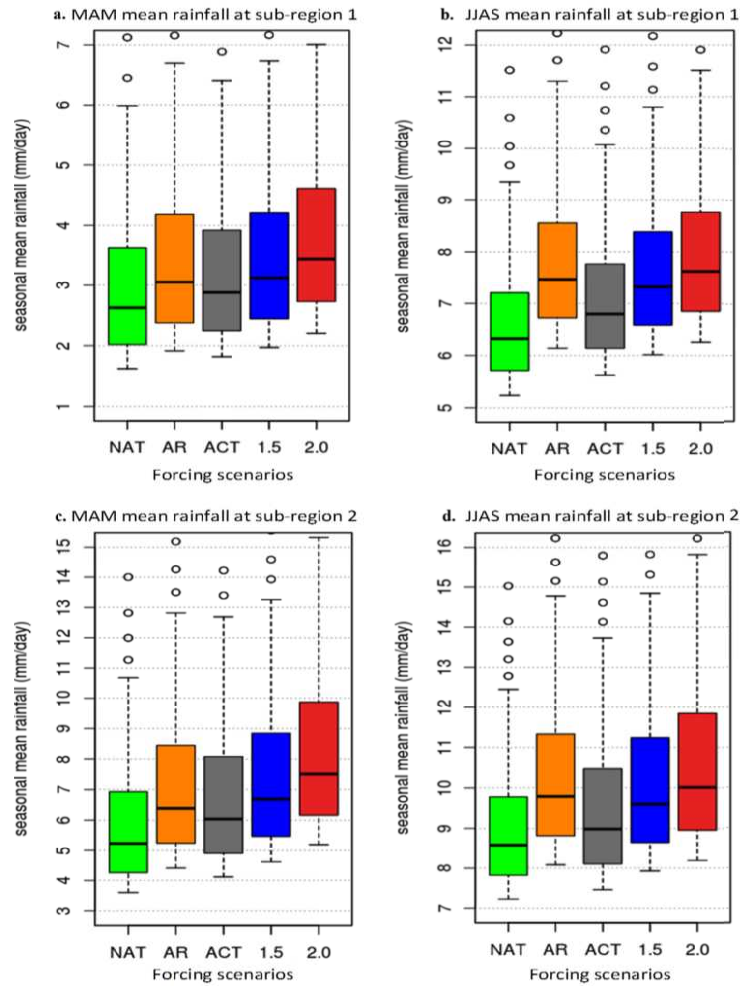 a. MAM mean rainfall at sub-region 1
seasonal mean rainfall (mm/day)
7
6
5
4
3
2
1
NAT AR ACT 1.5 2.0
Forcing scenarios
b. JJAS mean rainfall at sub-region 1
seasonal mean rainfall (mm/day)
12
11
10
9
8
7
6
5
NAT AR ACT 1.5 2.0
Forcing scenarios
c. MAM mean rainfall at sub-region 2
seasonal mean rainfall (mm/day)
15
14
13
12
11
10
9
8
7
6
5
4
3
NAT AR ACT 1.5 2.0
Forcing scenarios
d. JJAS mean rainfall at sub-region 2
seasonal mean rainfall (mm/day)
16
15
14
13
12
11
10
9
8
7
NAT AR ACT 1.5 2.0
Forcing scenarios